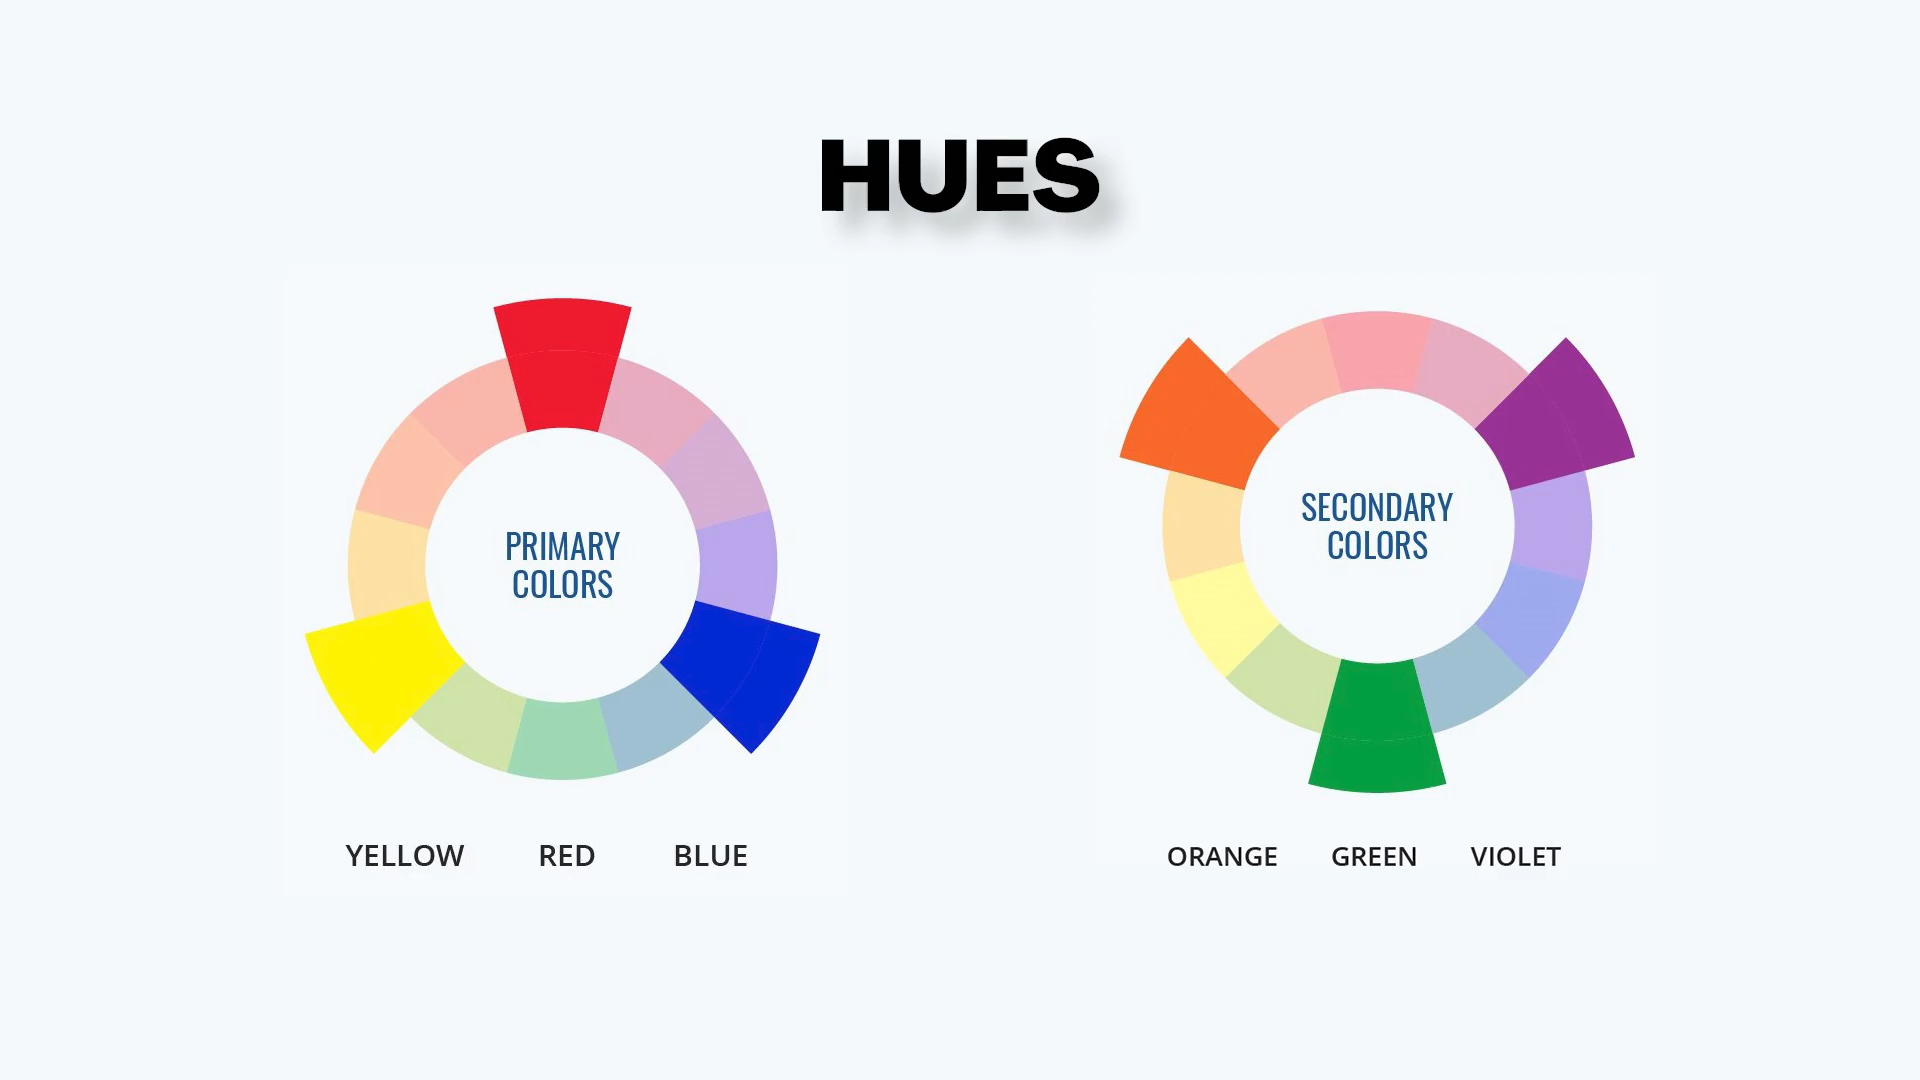 HUES
PRIMARY
COLORS
YELLOW RED BLUE
SECONDARY
COLORS
ORANGE GREEN VIOLET